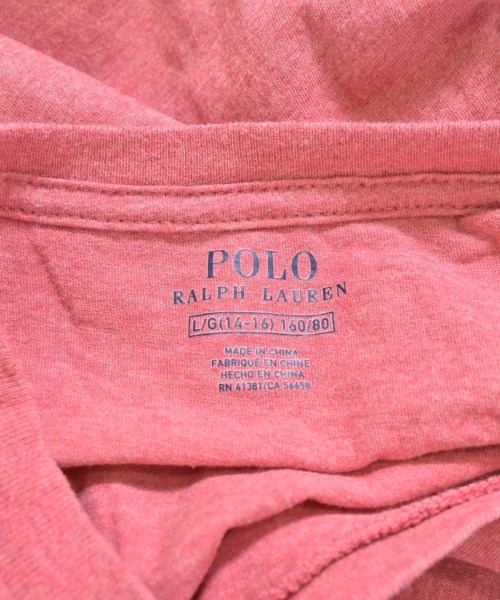 POLO
RALPH LAUREN
L/G(14-16) 160/80
MADE IN CHINA
FABRIQUÉ EN CHINE
HECHO EN CHINA
RN 41381/CA 56658